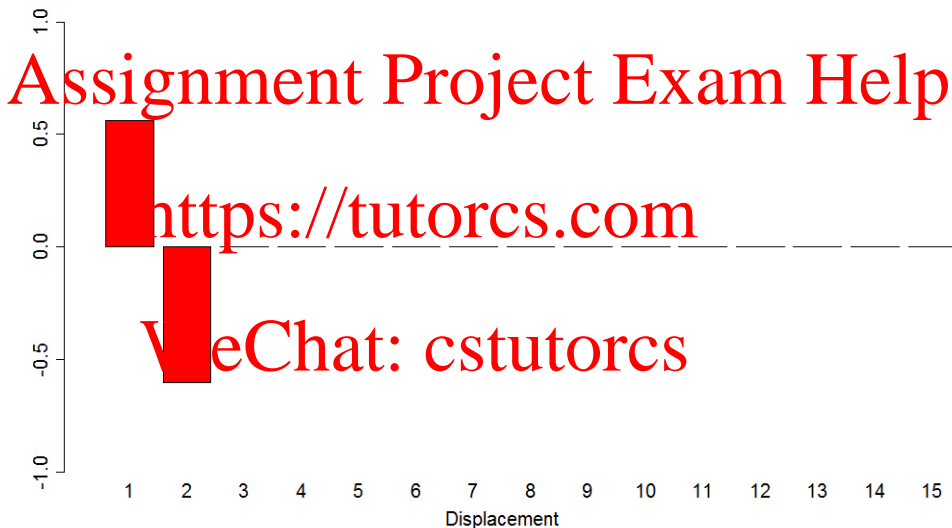 1.0
Assignment Project Exam Help
0.5
https://tutorcs.com
0.0
WeChat: cstutorcs
-0.5
-1.0
1 2 3 4 5 6 7 8 9 10 11 12 13 14 15
Displacement